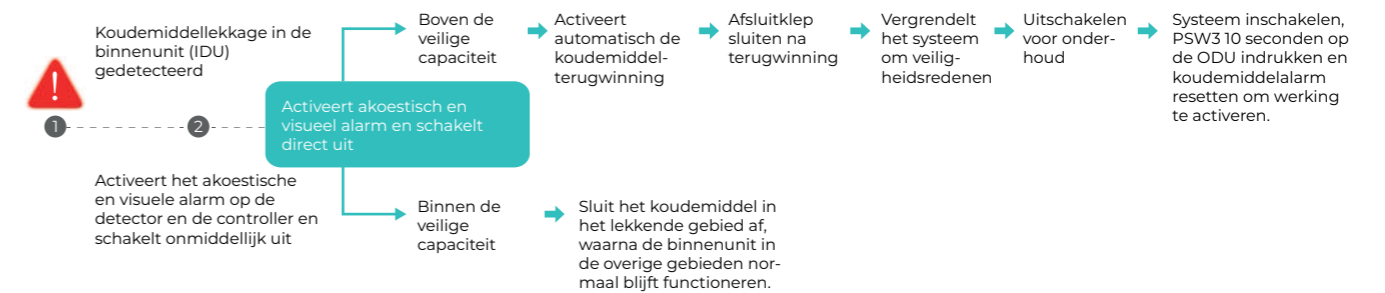 Koudemiddellekkage in de
binnenunit (IDU)
gedetecteerd
1
2
Activeert het akoestische
en visuele alarm op de
detector en de controller en
schakelt onmiddellijk uit
Activeert akoestisch en
visueel alarm en schakelt
direct uit
Boven de
veilige
capaciteit
Activeert
automatisch de
koudemiddel-
terugwinning
Afsluitklep
sluiten na
terugwinning
Vergrendelt
het systeem
om veilig-
heidsredenen
Uitschakelen
voor onder-
houd
Systeem inschakelen,
PSW3 10 seconden op
de ODU indrukken en
koudemiddelalarm
resetten om werking
te activeren.
Binnen de
veilige
capaciteit
Sluit het koudemiddel in
het lekkende gebied af,
waarna de binnenunit in
de overige gebieden nor-
maal blijft functioneren.